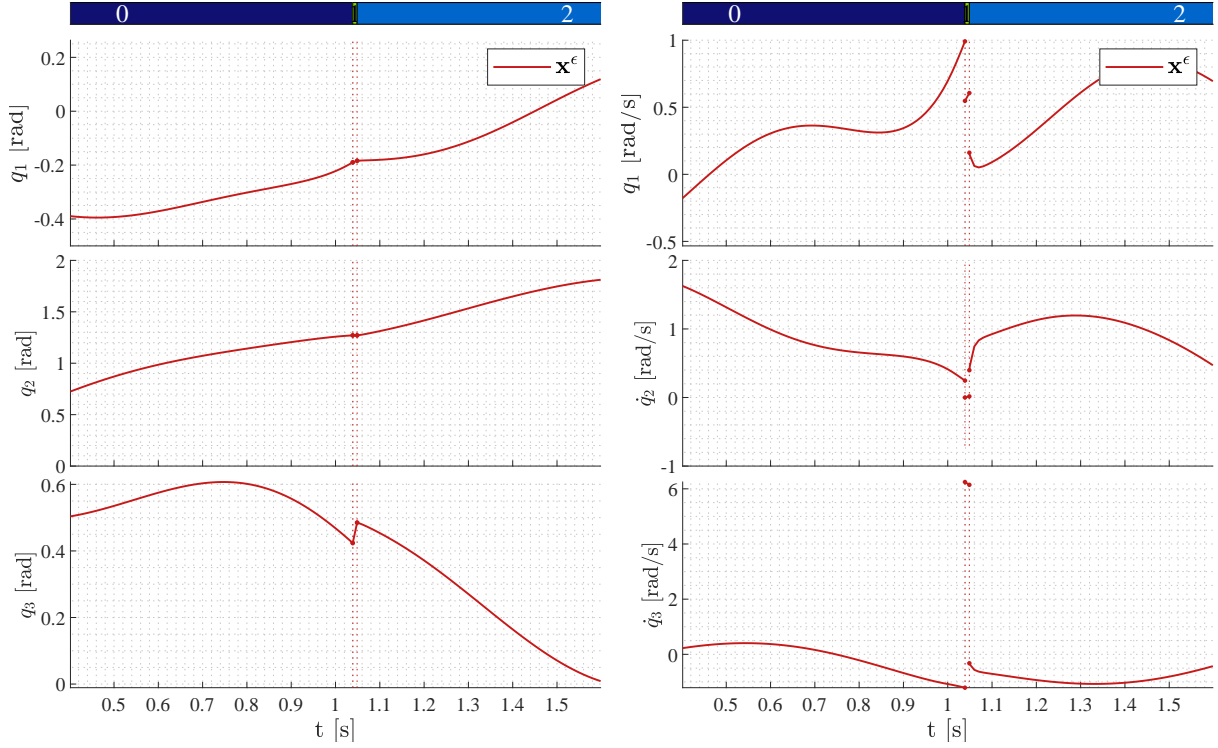 0 2
0.2
0
-0.2
-0.4
q₁ [rad]
x^ϵ
2
1.5
1
0.5
0
q₂ [rad]
0.6
0.4
0.2
0
q₃ [rad]
0.5 0.6 0.7 0.8 0.9 1 1.1 1.2 1.3 1.4 1.5
t [s]
0 2
1
0.5
0
-0.5
q₁ [rad/s]
x^ϵ
2
1
0
-1
q̇₂ [rad/s]
6
4
2
0
q̇₃ [rad/s]
0.5 0.6 0.7 0.8 0.9 1 1.1 1.2 1.3 1.4 1.5
t [s]